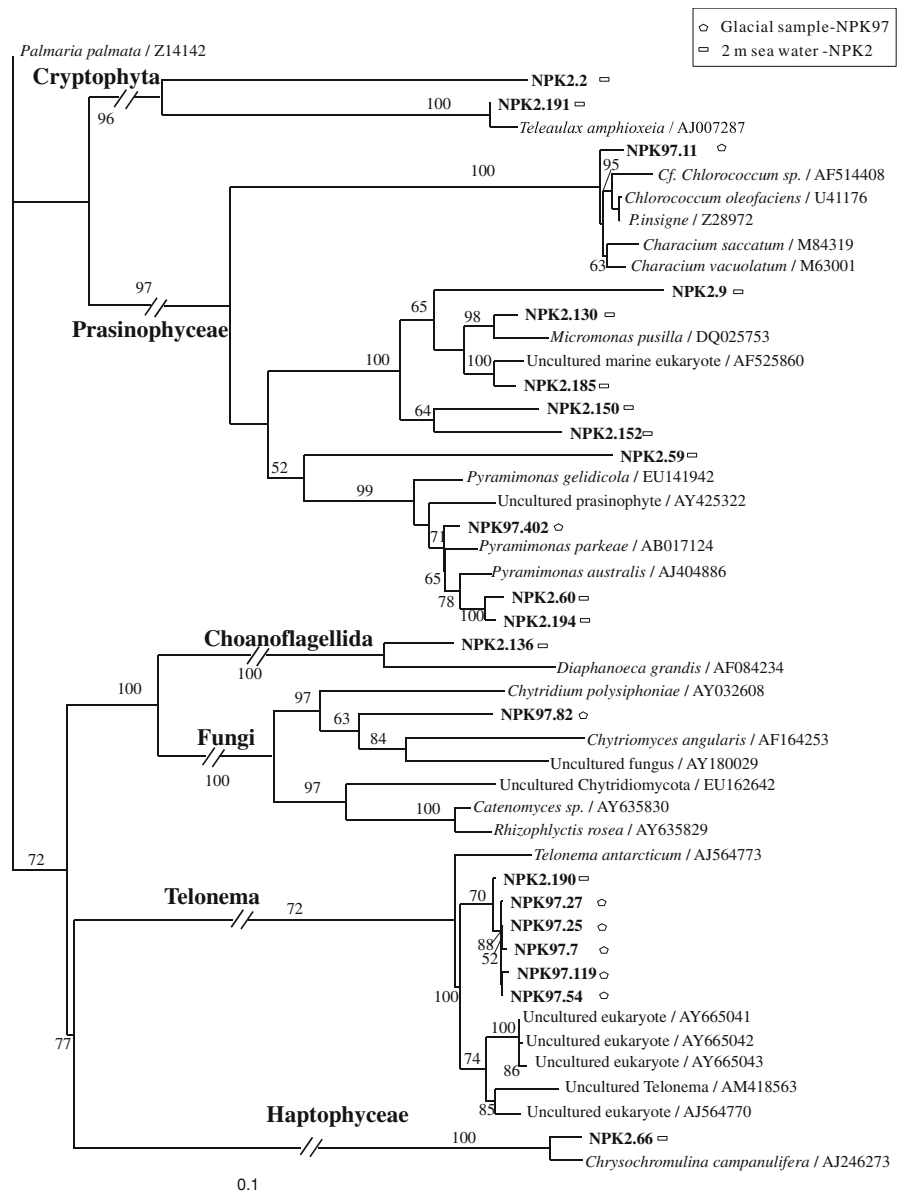 Glacial sample-NPK97
2 m sea water -NPK2
Palmaria palmata / Z14142
Cryptophyta
96
NPK2.2
100
NPK2.191
Teleaulax amphioxeia / AJ007287
100
NPK97.11
95
Cf. Chlorococcum sp. / AF514408
Chlorococcum oleofaciens / U41176
P.insigne / Z28972
Characium saccatum / M84319
63
Characium vacuolatum / M63001
97
Prasinophyceae
NPK2.9
65
98
NPK2.130
Micromonas pusilla / DQ025753
100
100
Uncultured marine eukaryote / AF525860
NPK2.185
64
NPK2.150
NPK2.152
52
NPK2.59
99
Pyramimonas gelidicola / EU141942
Uncultured prasinophyte / AY425322
NPK97.402
71
Pyramimonas parkeae / AB017124
65
Pyramimonas australis / AJ404886
78
NPK2.60
100
NPK2.194
Choanoflagellida
100
NPK2.136
Diaphanoeca grandis / AF084234
100
97
Chytridium polysiphoniae / AY032608
63
NPK97.82
Fungi
100
84
Chytriomyces angularis / AF164253
Uncultured fungus / AY180029
97
Uncultured Chytridiomycota / EU162642
100
Catenomyces sp. / AY635830
Rhizophlyctis rosea / AY635829
72
Telonema antarcticum / AJ564773
Telonema
72
70
NPK2.190
NPK97.27
NPK97.25
88
NPK97.7
52
NPK97.119
100
NPK97.54
100
Uncultured eukaryote / AY665041
Uncultured eukaryote / AY665042
77
74
Uncultured eukaryote / AY665043
86
Uncultured Telonema / AM418563
85
Uncultured eukaryote / AJ564770
Haptophyceae
100
NPK2.66
Chrysochromulina campanulifera / AJ246273
0.1